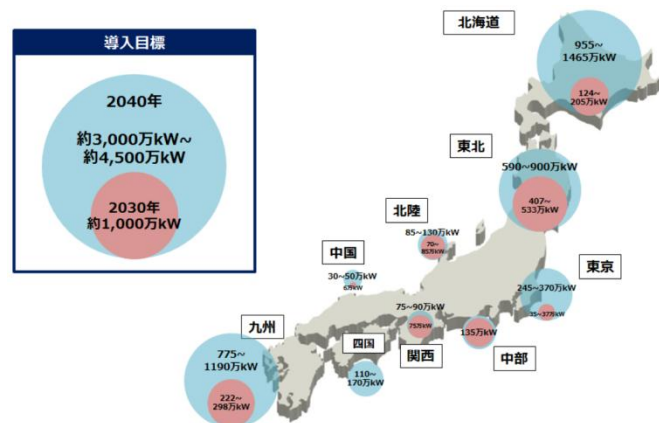 導入目標
2040年
約3,000万kW~
約4,500万kW
2030年
約1,000万kW
北海道
955~
1465万kW
124~
205万kW
東北
590~900万kW
407~
533万kW
北陸
85~130万kW
70~
85万kW
中国
30~50万kW
東京
245~370万kW
関西
75~90万kW
中部
135万kW
四国
110~
170万kW
九州
775~
1190万kW
222~
298万kW